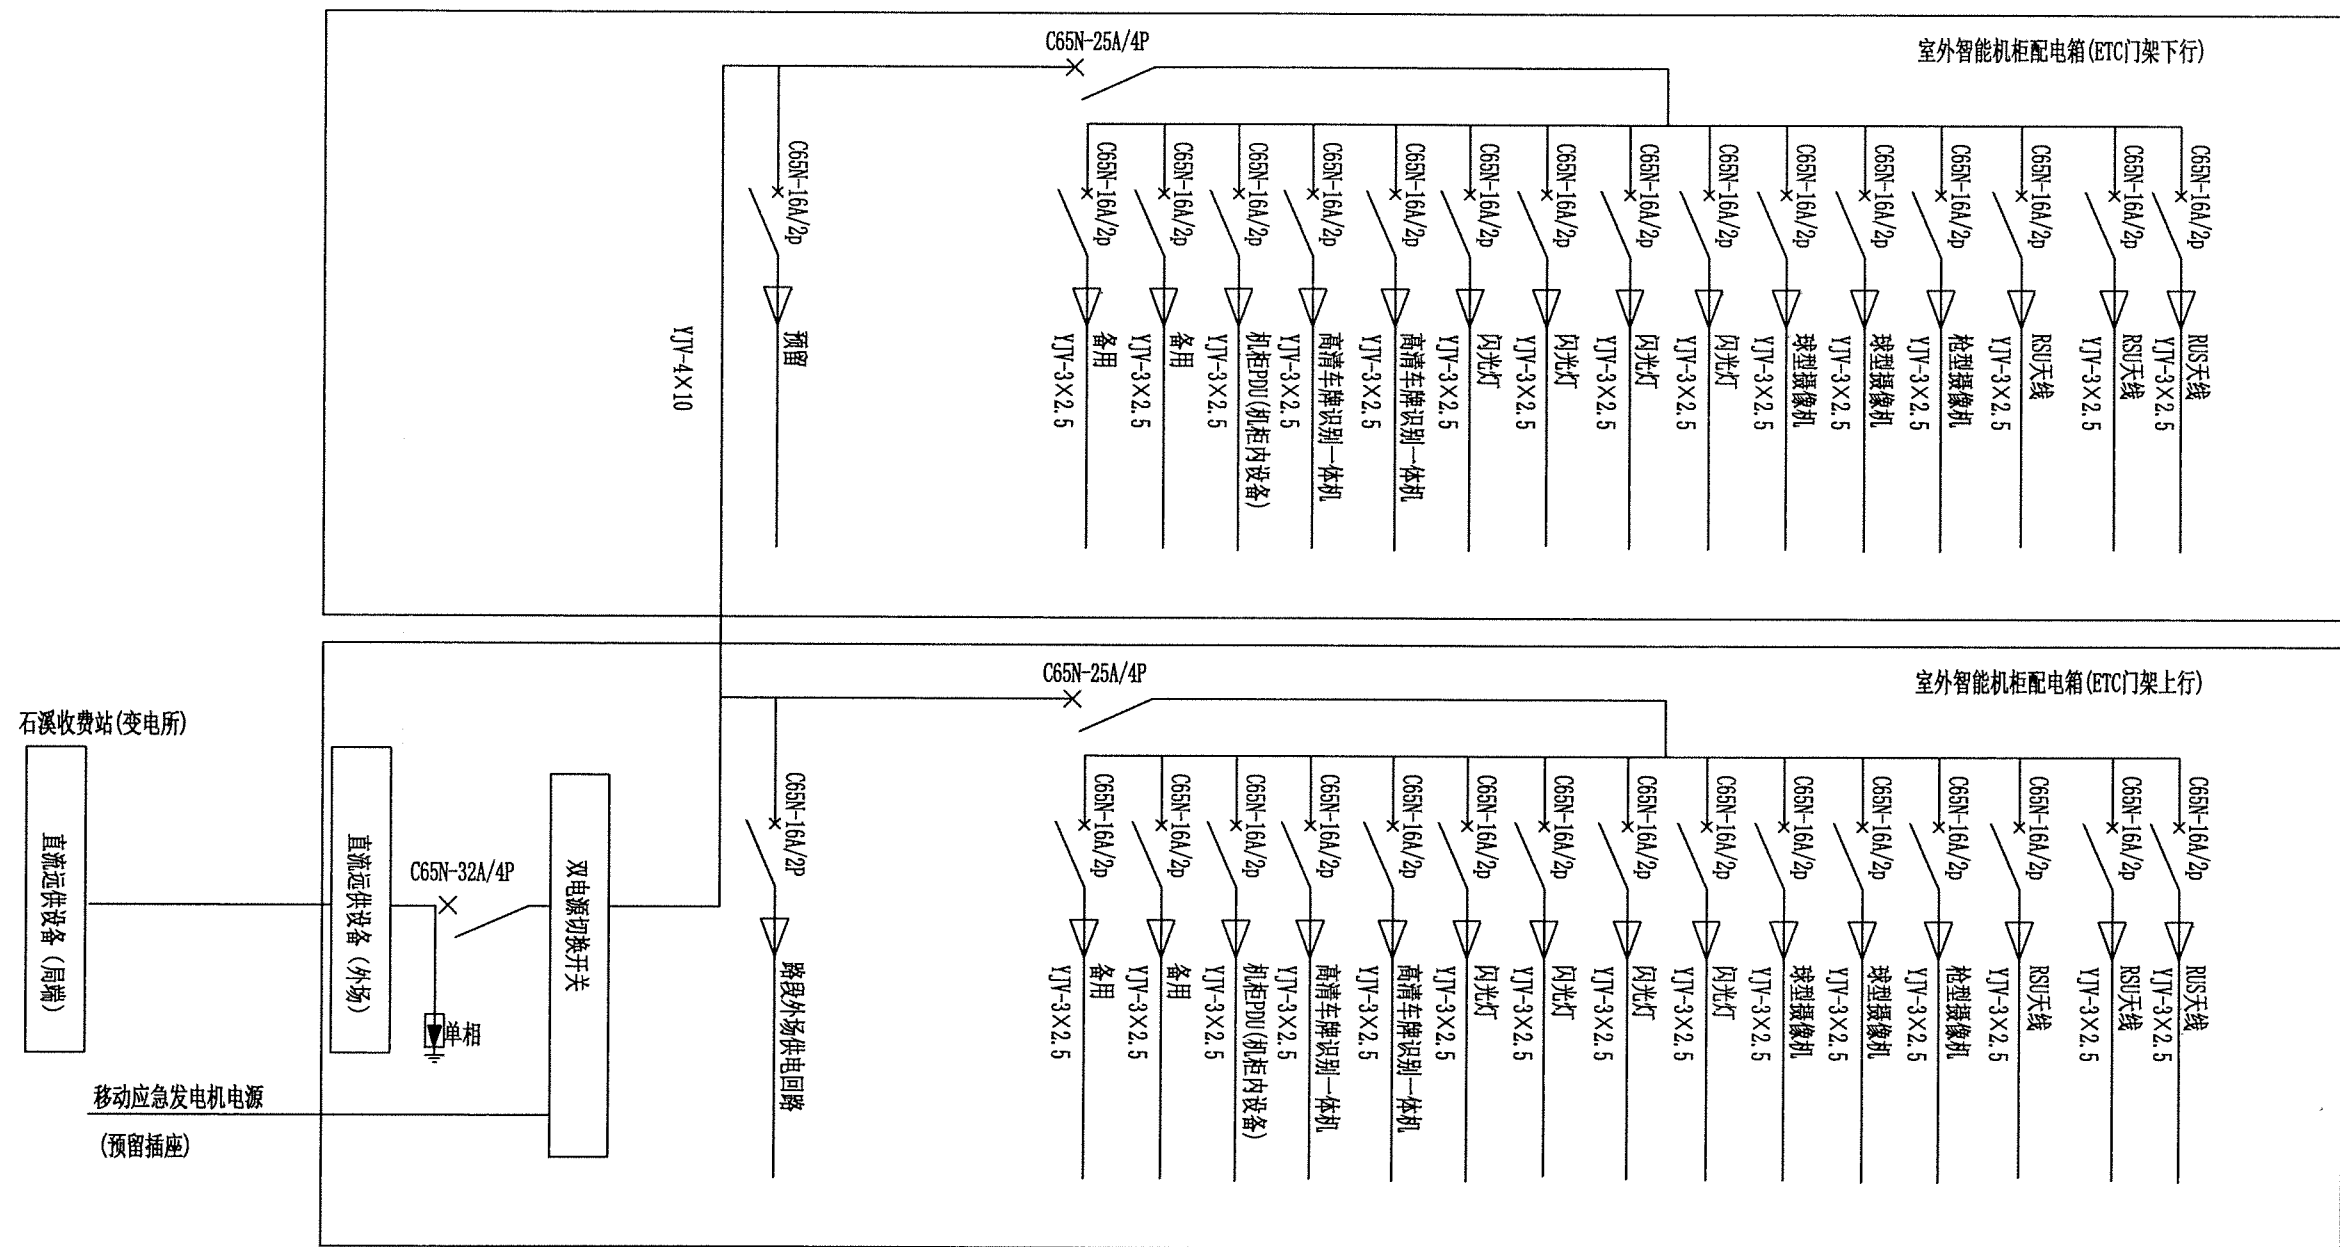 C65N-25A/4P
室外智能机柜配电箱(ETC门架下行)
C65N-16A/2p
预留
YJV-4×10
C65N-16A/2p
备用
YJV-3×2.5
C65N-16A/2p
备用
YJV-3×2.5
C65N-16A/2p
机柜PDU(机柜内设备)
YJV-3×2.5
C65N-16A/2p
高清车牌识别一体机
YJV-3×2.5
C65N-16A/2p
高清车牌识别一体机
YJV-3×2.5
C65N-16A/2p
闪光灯
YJV-3×2.5
C65N-16A/2p
闪光灯
YJV-3×2.5
C65N-16A/2p
闪光灯
YJV-3×2.5
C65N-16A/2p
闪光灯
YJV-3×2.5
C65N-16A/2p
球型摄像机
YJV-3×2.5
C65N-16A/2p
球型摄像机
YJV-3×2.5
C65N-16A/2p
枪型摄像机
YJV-3×2.5
C65N-16A/2p
RSU天线
YJV-3×2.5
C65N-16A/2p
RSU天线
YJV-3×2.5
C65N-16A/2p
RUS天线
YJV-3×2.5
C65N-25A/4P
室外智能机柜配电箱(ETC门架上行)
石溪收费站(变电所)
直流远供设备（局端）
直流远供设备（外场）
C65N-32A/4P
单相
双电源切换开关
移动应急发电机电源
(预留插座)
C65N-16A/2P
路段外场供电回路
C65N-16A/2p
备用
YJV-3×2.5
C65N-16A/2p
备用
YJV-3×2.5
C65N-16A/2p
机柜PDU(机柜内设备)
YJV-3×2.5
C65N-16A/2p
高清车牌识别一体机
YJV-3×2.5
C65N-16A/2p
高清车牌识别一体机
YJV-3×2.5
C65N-16A/2p
闪光灯
YJV-3×2.5
C65N-16A/2p
闪光灯
YJV-3×2.5
C65N-16A/2p
闪光灯
YJV-3×2.5
C65N-16A/2p
闪光灯
YJV-3×2.5
C65N-16A/2p
球型摄像机
YJV-3×2.5
C65N-16A/2p
球型摄像机
YJV-3×2.5
C65N-16A/2p
枪型摄像机
YJV-3×2.5
C65N-16A/2p
RSU天线
YJV-3×2.5
C65N-16A/2p
RSU天线
YJV-3×2.5
C65N-16A/2p
RUS天线
YJV-3×2.5